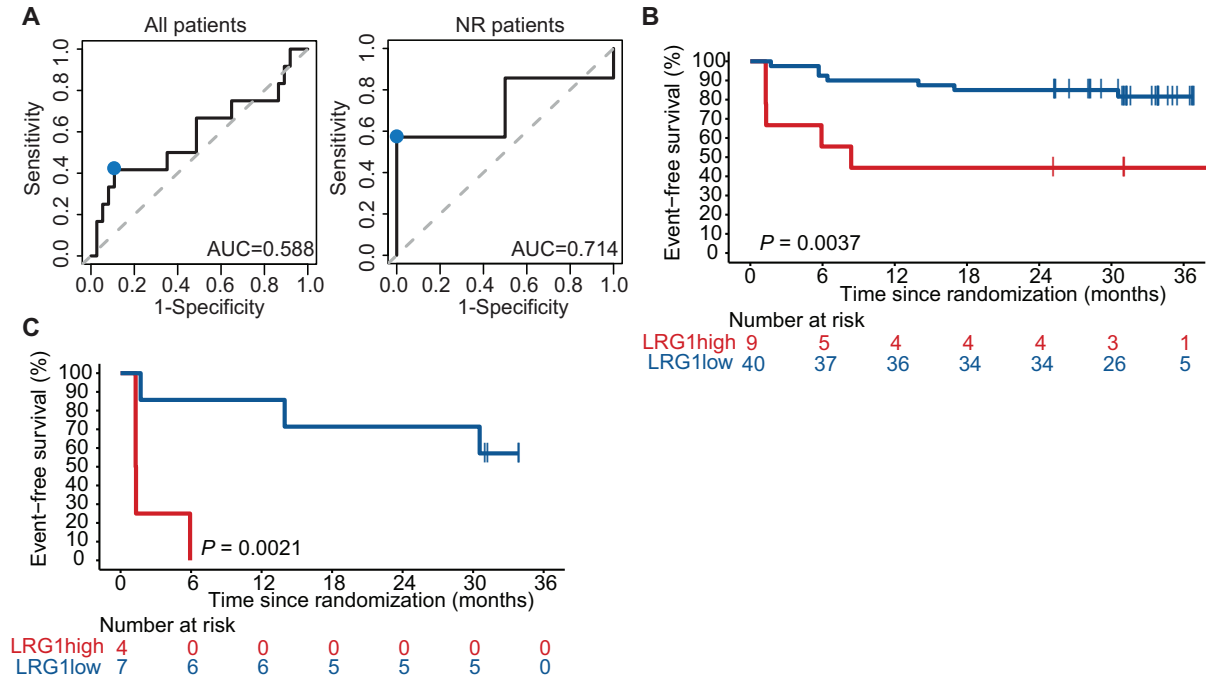 A
All patients
Sensitivity
1.0
0.8
0.6
0.4
0.2
0.0
AUC=0.588
0.0 0.2 0.4 0.6 0.8 1.0
1-Specificity
NR patients
Sensitivity
1.0
0.8
0.6
0.4
0.2
0.0
AUC=0.714
0.0 0.2 0.4 0.6 0.8 1.0
1-Specificity
B
Event-free survival (%)
100
90
80
70
60
50
40
30
20
10
0
P = 0.0037
0 6 12 18 24 30 36
Time since randomization (months)
Number at risk
LRG1high 9 5 4 4 4 3 1
LRG1low 40 37 36 34 34 26 5
C
Event-free survival (%)
100
90
80
70
60
50
40
30
20
10
0
P = 0.0021
0 6 12 18 24 30 36
Time since randomization (months)
Number at risk
LRG1high 4 0 0 0 0 0 0
LRG1low 7 6 6 5 5 5 0